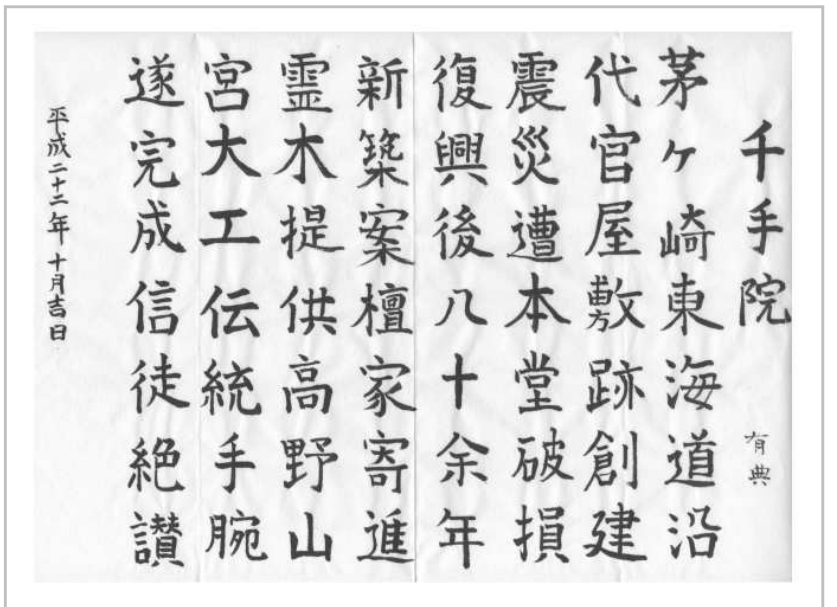 千手院
有典
茅ヶ崎東海道沿
代官屋敷跡創建
震災遭本堂破損
復興後八十余年
新築案檀家寄進
霊木提供高野山
宮大工伝統手腕
遂完成信徒絶讃
平成二十二年十月吉日